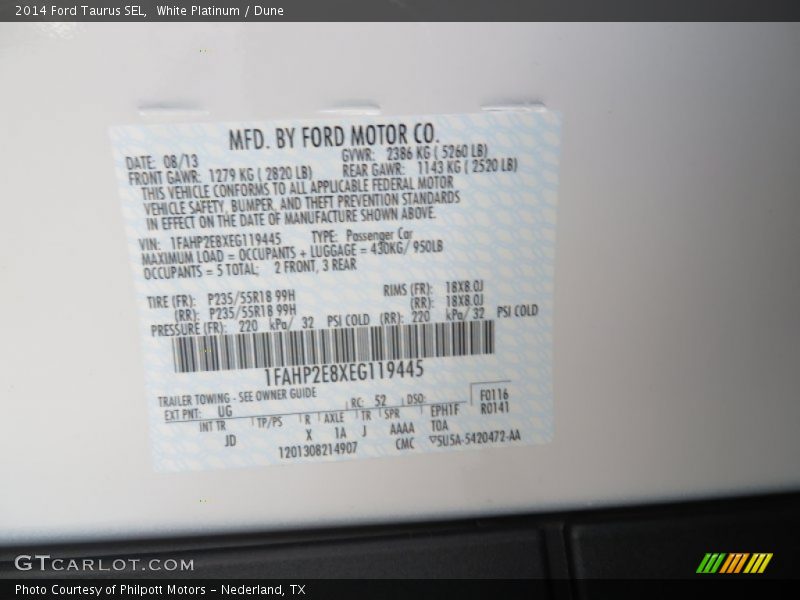 2014 Ford Taurus SEL,  White Platinum / Dune
MFD. BY FORD MOTOR CO.
DATE: 08/13 GVWR: 2386 KG ( 5260 LB)
FRONT GAWR: 1279 KG ( 2820 LB) REAR GAWR: 1143 KG ( 2520 LB)
THIS VEHICLE CONFORMS TO ALL APPLICABLE FEDERAL MOTOR
VEHICLE SAFETY, BUMPER, AND THEFT PREVENTION STANDARDS
IN EFFECT ON THE DATE OF MANUFACTURE SHOWN ABOVE.
VIN: 1FAHP2E8XEG119445 TYPE: Passenger Car
MAXIMUM LOAD = OCCUPANTS + LUGGAGE = 430KG/ 950LB
OCCUPANTS = 5 TOTAL; 2 FRONT, 3 REAR
TIRE (FR): P235/55R18 99H RIMS (FR): 18X8.0J
(RR): P235/55R18 99H (RR): 18X8.0J
PRESSURE (FR): 220 kPa/ 32 PSI COLD (RR): 220 kPa/ 32 PSI COLD
1FAHP2E8XEG119445
TRAILER TOWING - SEE OWNER GUIDE
RC: 52 DSO: F0116
EXT PNT: UG R0141
INT TR TP/PS R AXLE TR SPR EPH1F
JD X 1A J AAAA TOA
1201308214907 CMC ▽5U5A-5420472-AA
GTCARLOT.COM
Photo Courtesy of Philpott Motors - Nederland, TX